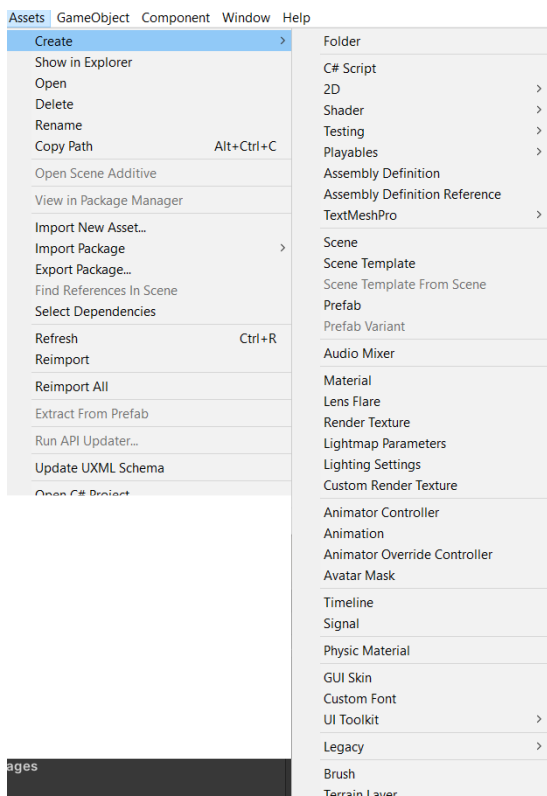 Assets GameObject Component Window Help
Create
Show in Explorer
Open
Delete
Rename
Copy Path Alt+Ctrl+C
Open Scene Additive
View in Package Manager
Import New Asset...
Import Package
Export Package...
Find References In Scene
Select Dependencies
Refresh Ctrl+R
Reimport
Reimport All
Extract From Prefab
Run API Updater...
Update UXML Schema
Open C# Project
Folder
C# Script
2D
Shader
Testing
Playables
Assembly Definition
Assembly Definition Reference
TextMeshPro
Scene
Scene Template
Scene Template From Scene
Prefab
Prefab Variant
Audio Mixer
Material
Lens Flare
Render Texture
Lightmap Parameters
Lighting Settings
Custom Render Texture
Animator Controller
Animation
Animator Override Controller
Avatar Mask
Timeline
Signal
Physic Material
GUI Skin
Custom Font
UI Toolkit
Legacy
Brush
Terrain Layer
ages